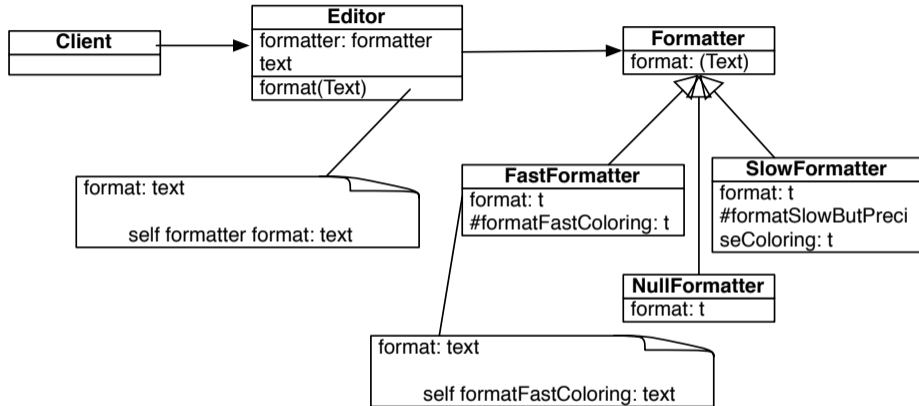 Client
Editor
formatter: formatter
text
format(Text)
Formatter
format: (Text)
format: text
self formatter format: text
FastFormatter
format: t
#formatFastColoring: t
SlowFormatter
format: t
#formatSlowButPreci
seColoring: t
NullFormatter
format: t
format: text
self formatFastColoring: text